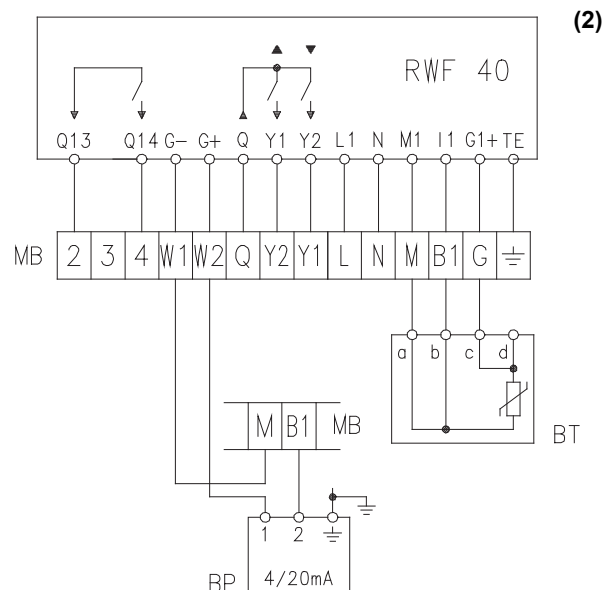 (2)
RWF 40
Q13 Q14 G- G+ Q Y1 Y2 L1 N M1 I1 G1+ TE
MB 2 3 4 W1 W2 Q Y2 Y1 L N M B1 G
a b c d
BT
M B1 MB
1 2
BP 4/20mA